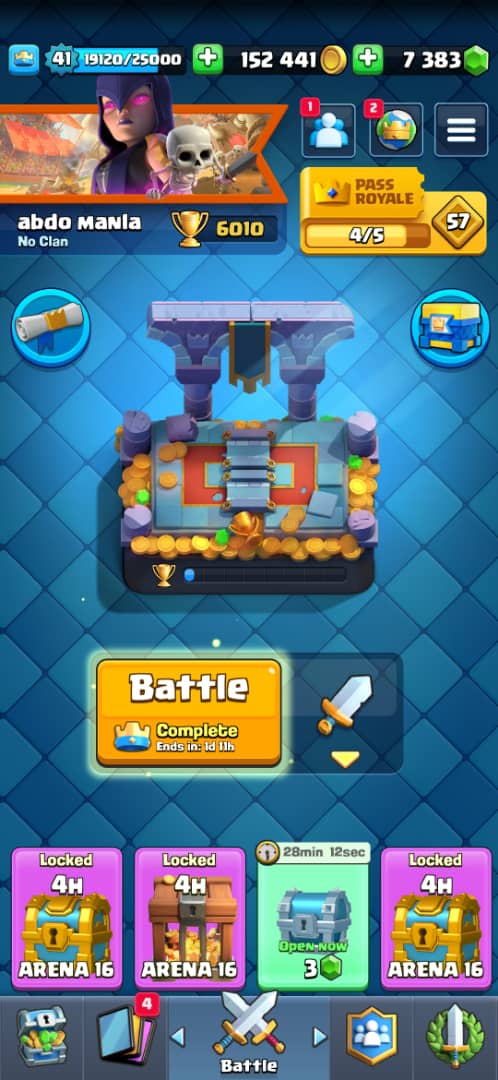 41
19120/25000
152 441
7 383
1
2
abdo MANIA
No Clan
6010
PASS
ROYALE
4/5
57
Battle
Complete
Ends in: 1d 11h
Locked
4H
ARENA 16
Locked
4H
ARENA 16
28min 12sec
Open now
3
Locked
4H
ARENA 16
4
Battle